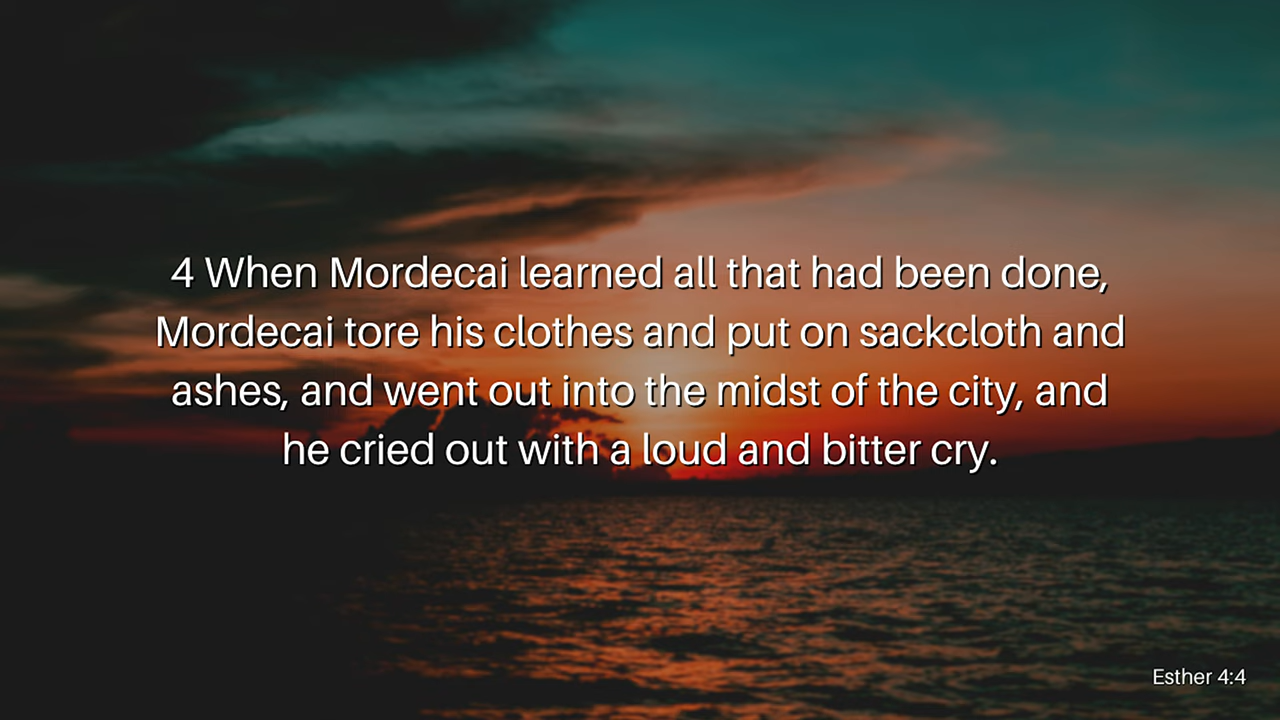 4 When Mordecai learned all that had been done,
Mordecai tore his clothes and put on sackcloth and
ashes, and went out into the midst of the city, and
he cried out with a loud and bitter cry.
Esther 4:4